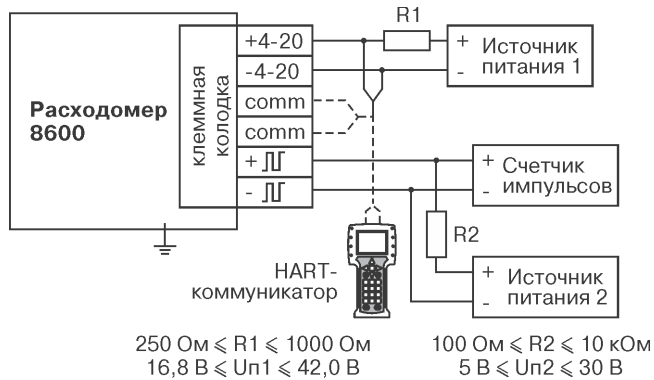 R1
+4-20
-4-20
comm
comm
+
-
клеммная
колодка
Расходомер
8600
+
-
Источник
питания 1
+
-
Счетчик
импульсов
R2
+
-
Источник
питания 2
HART-
коммуникатор
250 Ом ⩽ R1 ⩽ 1000 Ом
16,8 В ⩽ Uп1 ⩽ 42,0 В
100 Ом ⩽ R2 ⩽ 10 кОм
5 В ⩽ Uп2 ⩽ 30 В